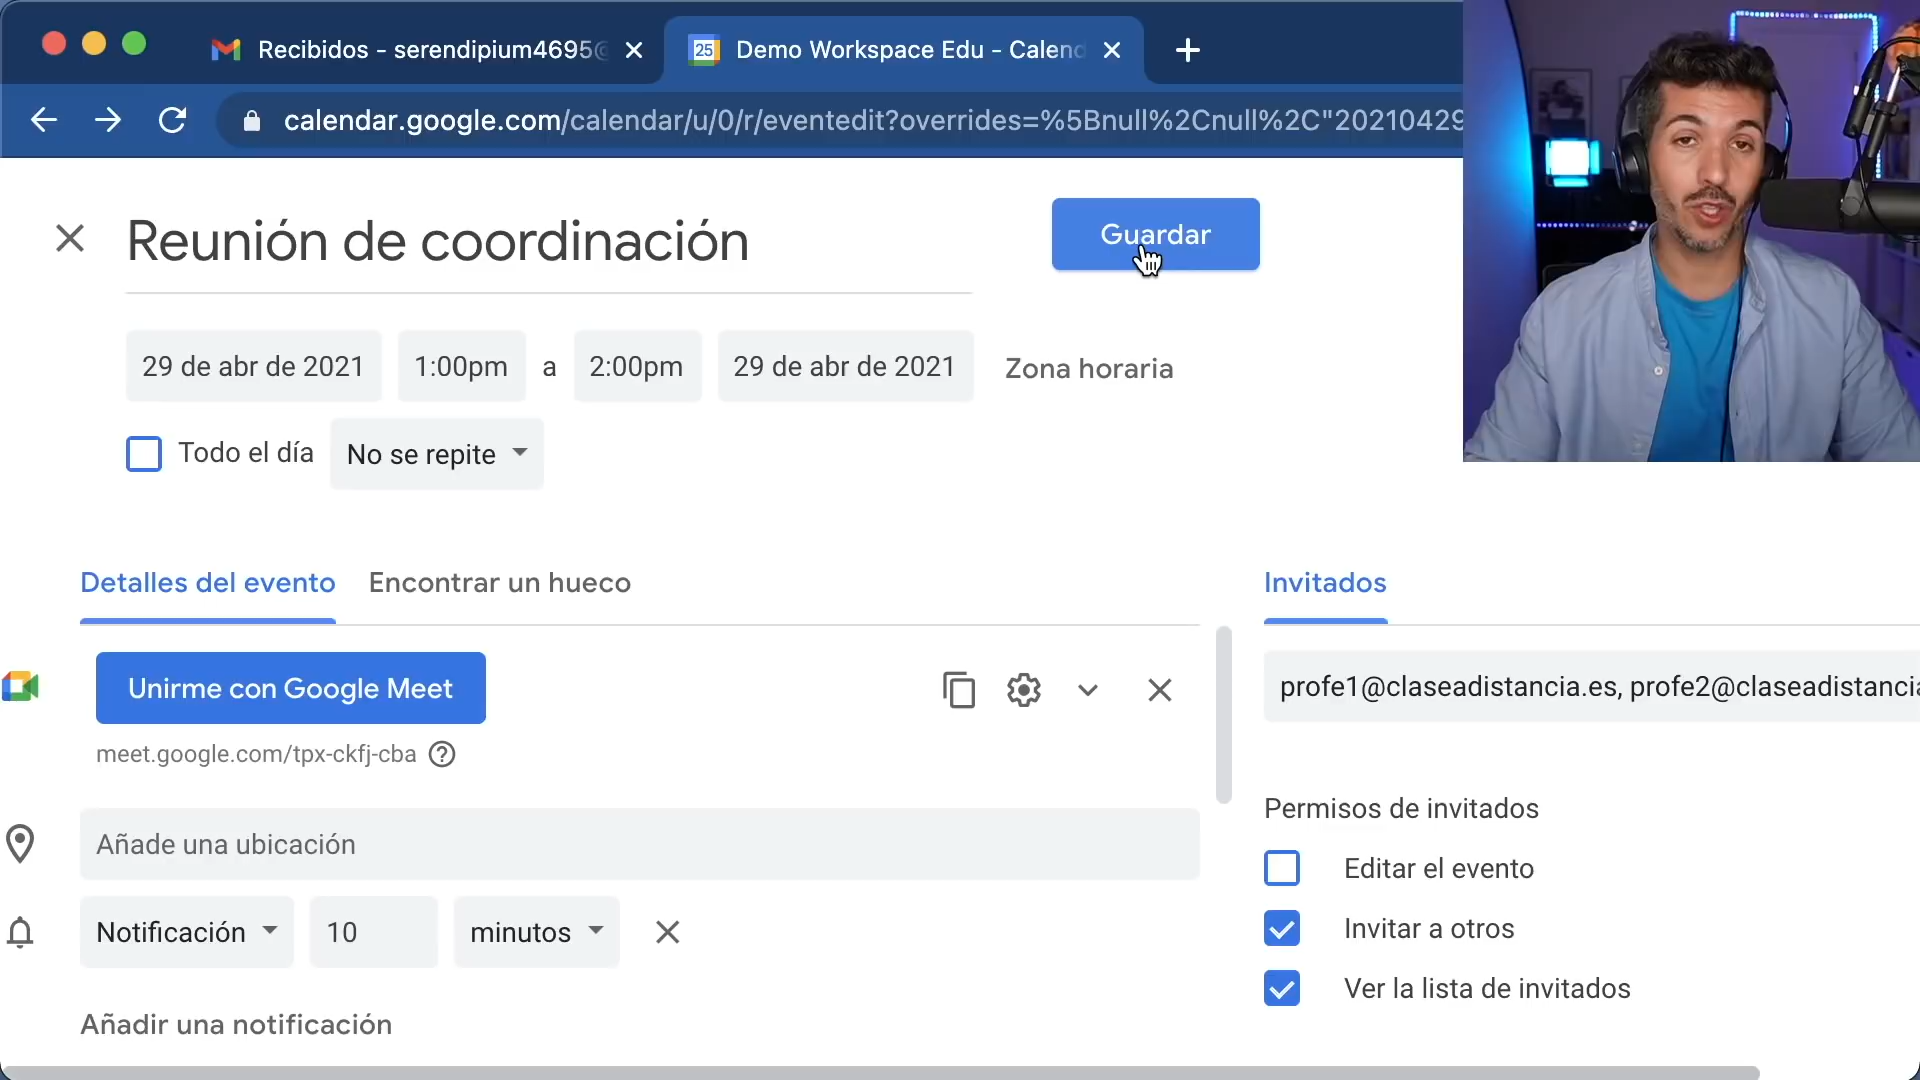 Recibidos - serendipium4695@
25
Demo Workspace Edu - Calend
calendar.google.com/calendar/u/0/r/eventedit?overrides=%5Bnull%2Cnull%2C"20210429
Reunión de coordinación
Guardar
29 de abr de 2021
1:00pm
a
2:00pm
29 de abr de 2021
Zona horaria
Todo el día
No se repite
Detalles del evento
Encontrar un hueco
Invitados
Unirme con Google Meet
profe1@claseadistancia.es, profe2@claseadistancia
meet.google.com/tpx-ckfj-cba
Añade una ubicación
Permisos de invitados
Editar el evento
Notificación
10
minutos
Invitar a otros
Ver la lista de invitados
Añadir una notificación